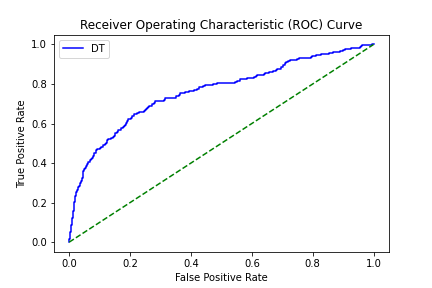 Receiver Operating Characteristic (ROC) Curve
DT
True Positive Rate
1.0
0.8
0.6
0.4
0.2
0.0
0.0 0.2 0.4 0.6 0.8 1.0
False Positive Rate